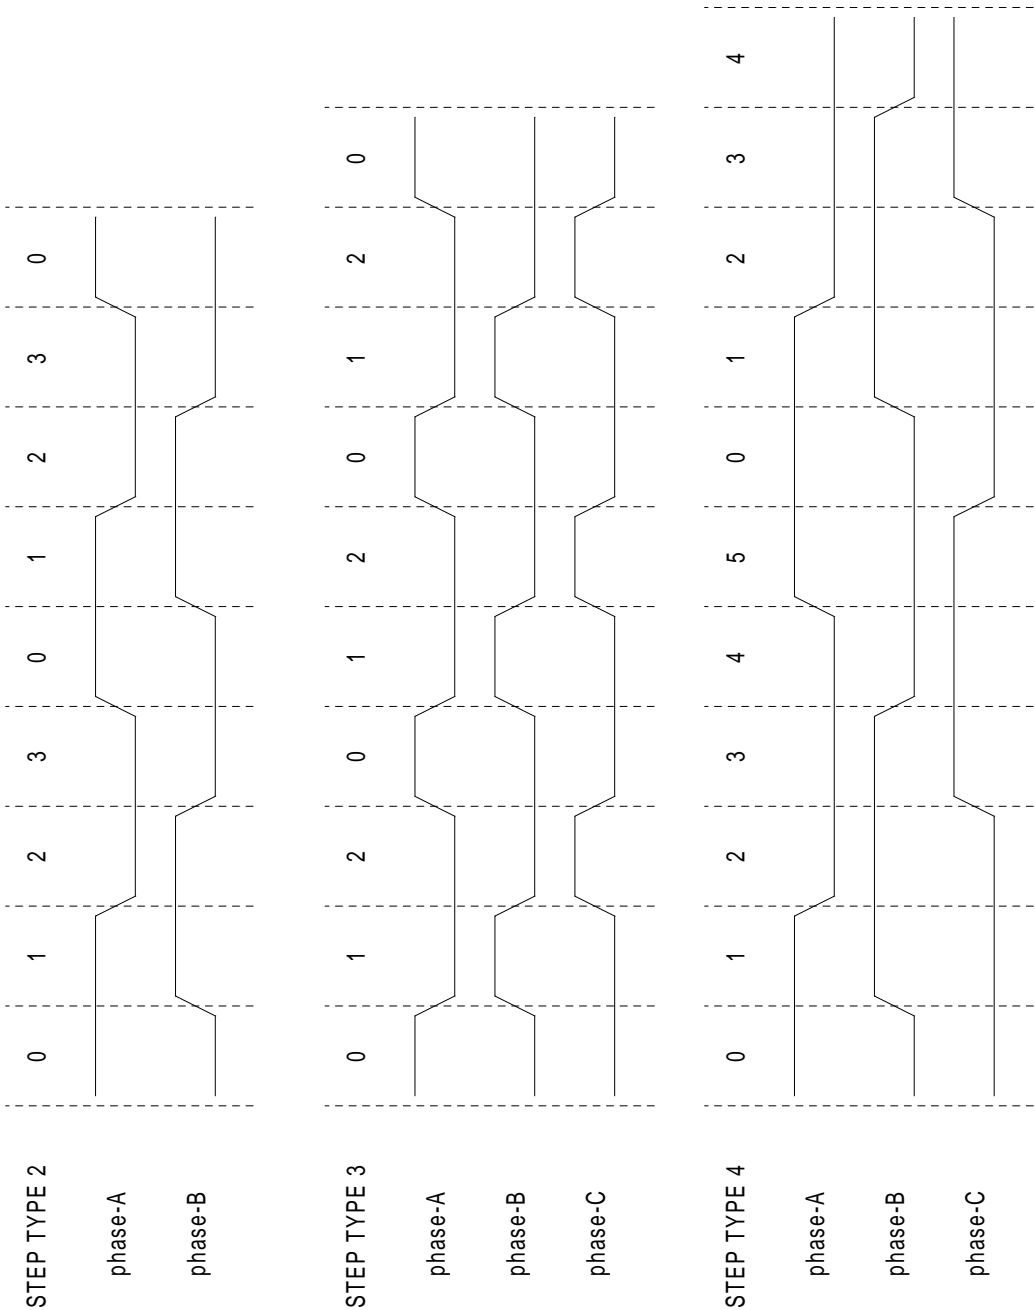 STEP TYPE 2 0 1 2 3 0 1 2 3 0
phase-A
phase-B
STEP TYPE 3 0 1 2 0 1 2 0 1 2 0
phase-A
phase-B
phase-C
STEP TYPE 4 0 1 2 3 4 5 0 1 2 3 4
phase-A
phase-B
phase-C